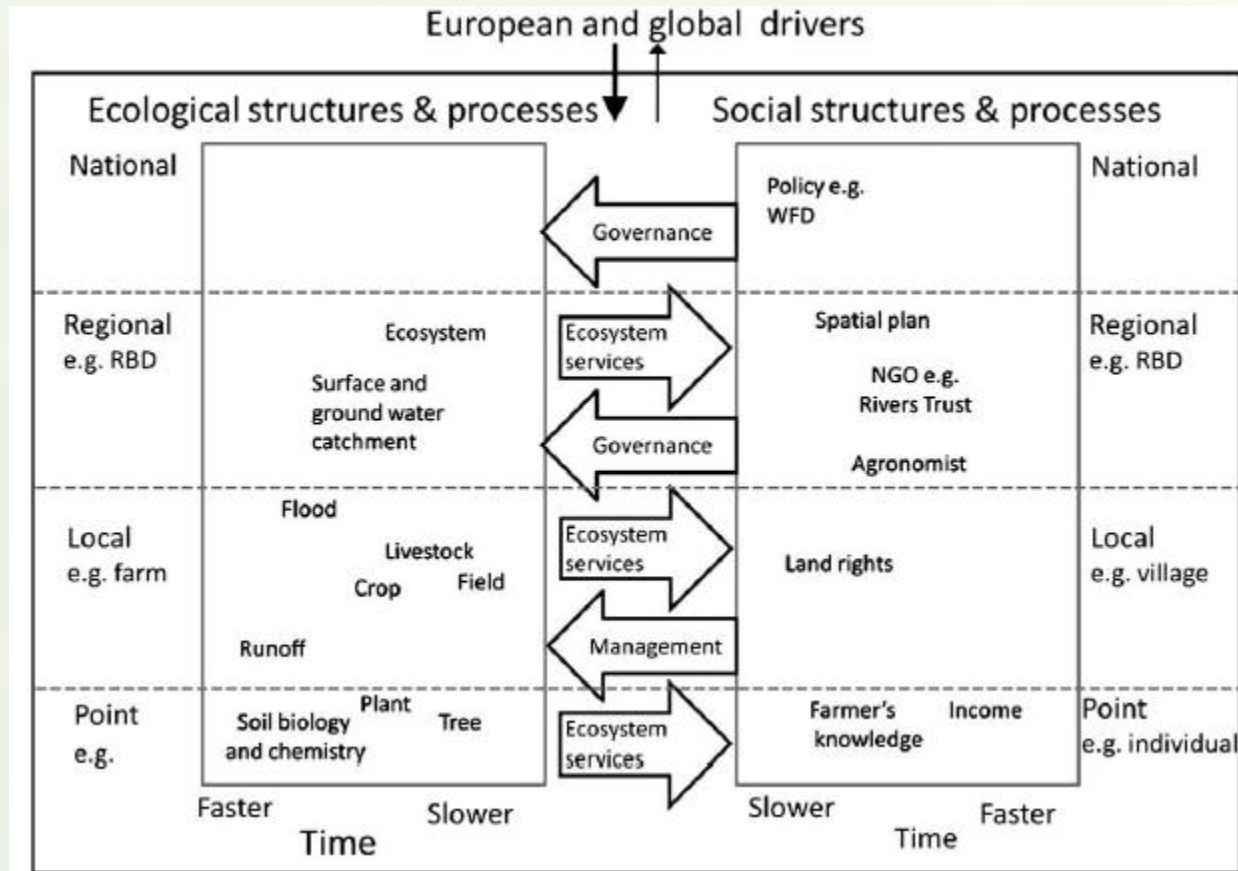 European and global drivers
Ecological structures & processes
Social structures & processes
National
Policy e.g.
WFD
National
Governance
Regional
e.g. RBD
Ecosystem
Surface and
ground water
catchment
Ecosystem
services
Governance
Spatial plan
NGO e.g.
Rivers Trust
Agronomist
Regional
e.g. RBD
Local
e.g. farm
Flood
Livestock
Crop
Field
Runoff
Ecosystem
services
Management
Land rights
Local
e.g. village
Point
e.g.
Plant
Soil biology
and chemistry
Tree
Ecosystem
services
Farmer's
knowledge
Income
Point
e.g. individual
Faster
Slower
Time
Slower
Faster
Time